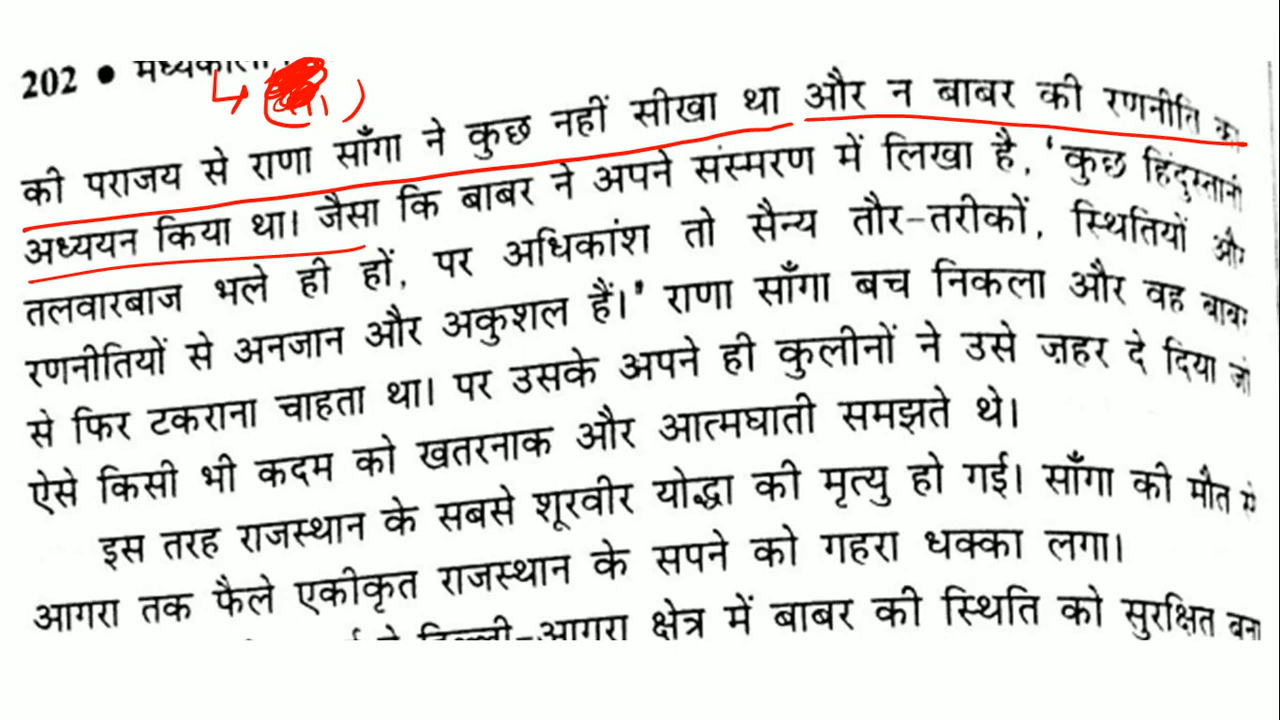 202 ●
की पराजय से राणा साँगा ने कुछ नहीं सीखा था और न बाबर की रणनीति का
अध्ययन किया था। जैसा कि बाबर ने अपने संस्मरण में लिखा है, 'कुछ हिंदुस्तानी
तलवारबाज भले ही हों, पर अधिकांश तो सैन्य तौर-तरीकों, स्थितियों और
रणनीतियों से अनजान और अकुशल हैं।' राणा साँगा बच निकला और वह बाबर
से फिर टकराना चाहता था। पर उसके अपने ही कुलीनों ने उसे ज़हर दे दिया जो
ऐसे किसी भी कदम को खतरनाक और आत्मघाती समझते थे।
इस तरह राजस्थान के सबसे शूरवीर योद्धा की मृत्यु हो गई। साँगा की मौत से
आगरा तक फैले एकीकृत राजस्थान के सपने को गहरा धक्का लगा।
दिल्ली-आगरा क्षेत्र में बाबर की स्थिति को सुरक्षित बना